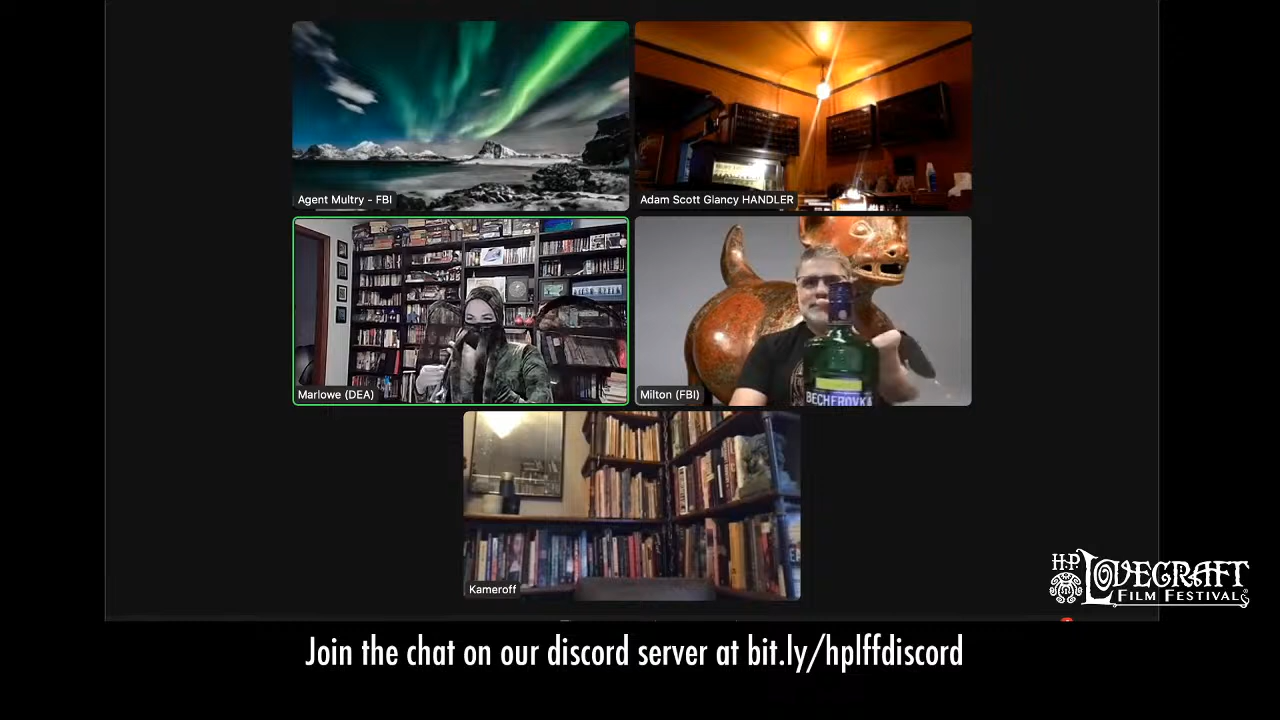 Agent Multry - FBI
Adam Scott Glancy HANDLER
Marlowe (DEA)
Milton (FBI)
BECHEROVKA
Kameroff
H.P. LOVECRAFT
FILM FESTIVAL®
Join the chat on our discord server at bit.ly/hplffdiscord